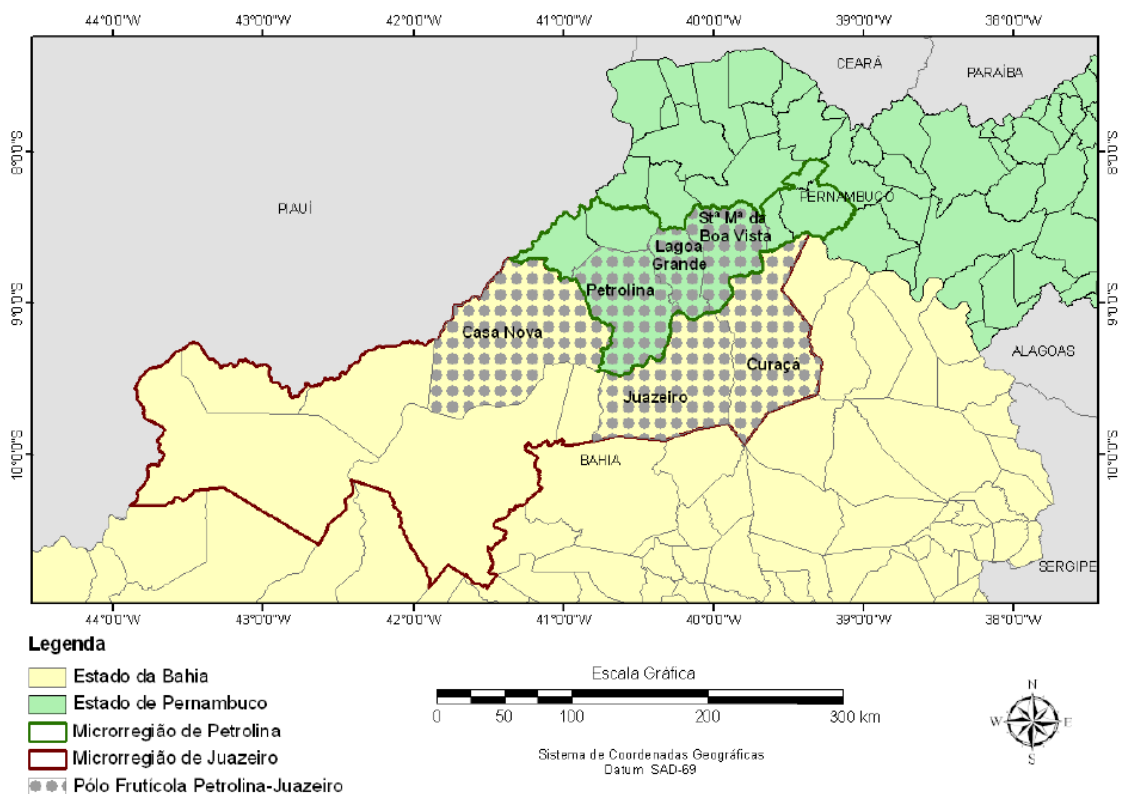 44°0'0"W 43°0'0"W 42°0'0"W 41°0'0"W 40°0'0"W 39°0'0"W 38°0'0"W
CEARÁ
PARAÍBA
8°0'0"S 8°0'0"S
PIAUÍ
PERNAMBUCO
Stª Mª da
Boa Vista
Lagoa
Grande
Petrolina
9°0'0"S 9°0'0"S
Casa Nova
ALAGOAS
Curaçá
Juazeiro
BAHIA
10°0'0"S 10°0'0"S
SERGIPE
44°0'0"W 43°0'0"W 42°0'0"W 41°0'0"W 40°0'0"W 39°0'0"W 38°0'0"W
Legenda
Estado da Bahia
Estado de Pernambuco
Microrregião de Petrolina
Microrregião de Juazeiro
Pólo Frutícola Petrolina-Juazeiro
Escala Gráfica
0 50 100 200 300 km
Sistema de Coordenadas Geográficas
Datum SAD-69
N
W E
S